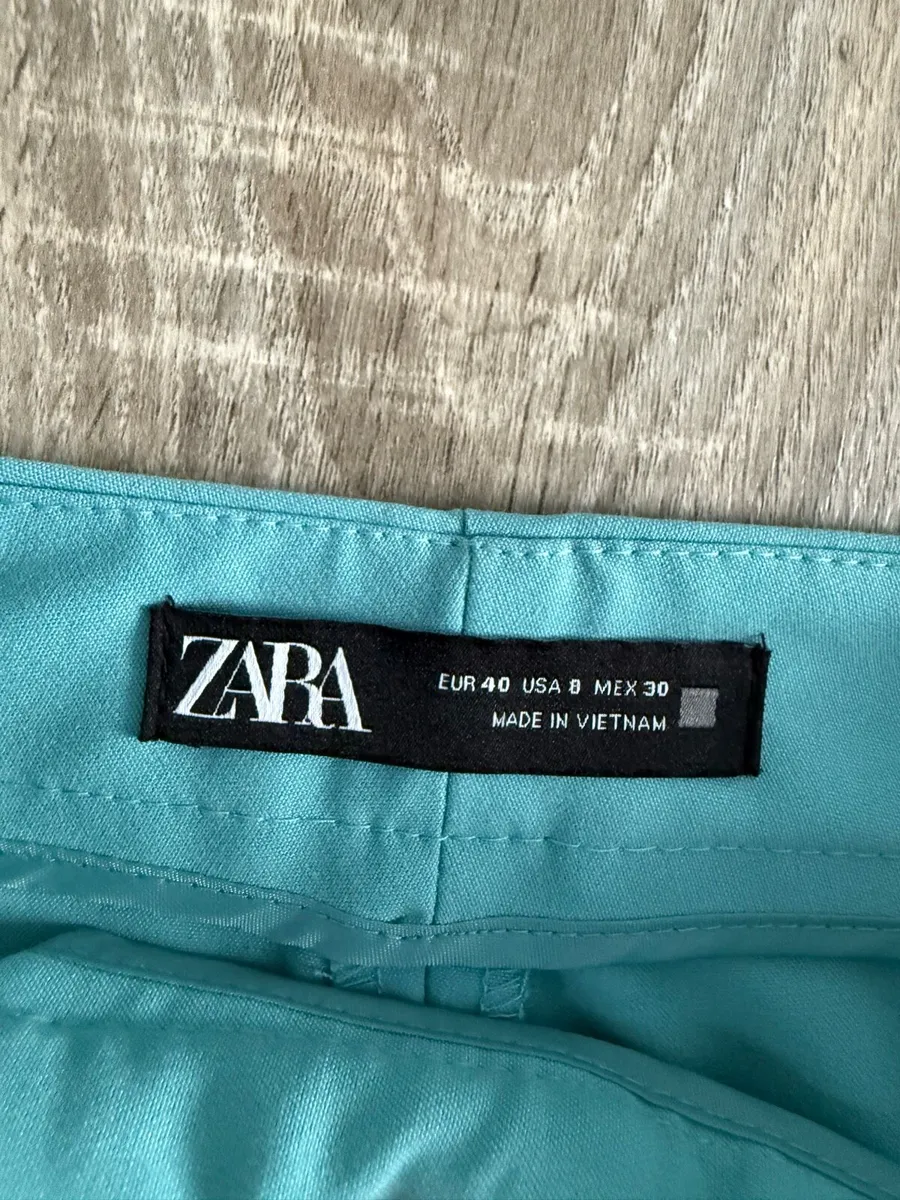 ZARA
EUR 40 USA 8 MEX 30
MADE IN VIETNAM